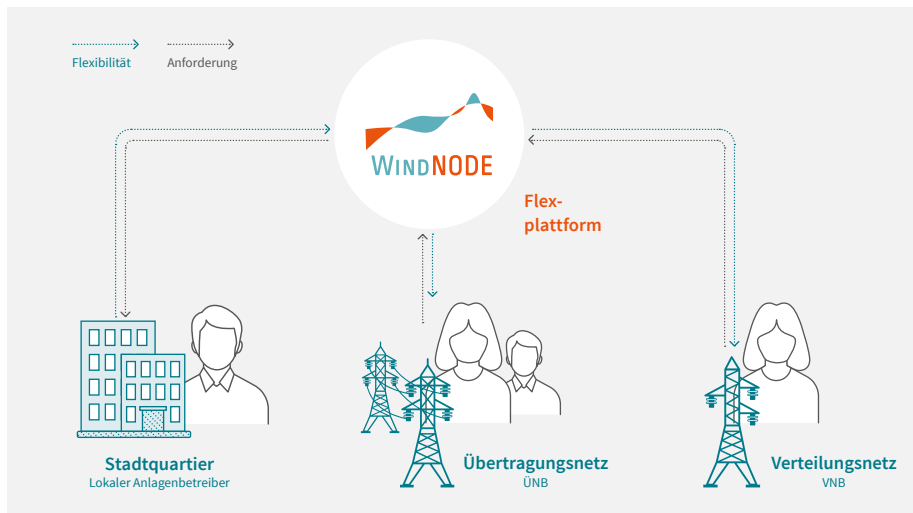 Flexibilität
Anforderung
WINDNODE
Flex-
plattform
Stadtquartier
Lokaler Anlagenbetreiber
Übertragungsnetz
ÜNB
Verteilungsnetz
VNB